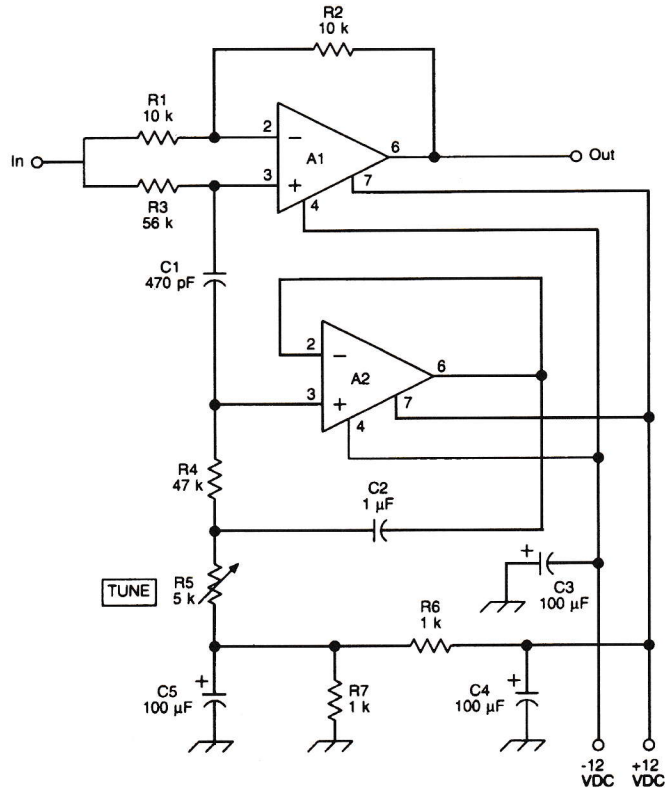 R2
10 k
R1
10 k
2
−
A1
6
Out
In
3
+
7
4
R3
56 k
C1
470 pF
2
−
A2
6
3
+
7
4
R4
47 k
C2
1 µF
+
C3
100 µF
TUNE
R5
5 k
R6
1 k
+
C5
100 µF
R7
1 k
+
C4
100 µF
-12
VDC
+12
VDC